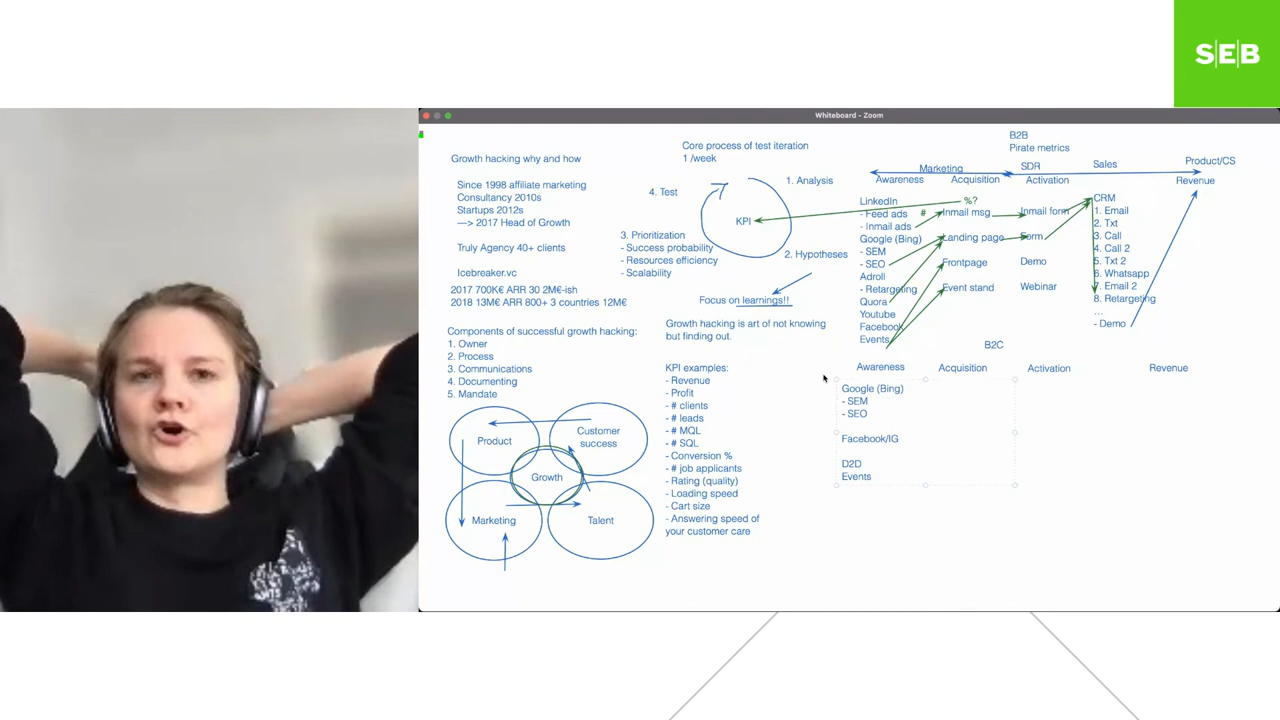 S|E|B
Whiteboard - Zoom
Growth hacking why and how
Since 1998 affiliate marketing
Consultancy 2010s
Startups 2012s
—> 2017 Head of Growth
Truly Agency 40+ clients
Icebreaker.vc
2017 700K€ ARR 30 2M€-ish
2018 13M€ ARR 800+ 3 countries 12M€
Components of successful growth hacking:
1. Owner
2. Process
3. Communications
4. Documenting
5. Mandate
Product
Customer
success
Growth
Marketing
Talent
Core process of test iteration
1 /week
1. Analysis
4. Test
KPI
3. Prioritization
- Success probability
- Resources efficiency
- Scalability
2. Hypotheses
Focus on learnings!!
Growth hacking is art of not knowing
but finding out.
KPI examples:
- Revenue
- Profit
- # clients
- # leads
- # MQL
- # SQL
- Conversion %
- # job applicants
- Rating (quality)
- Loading speed
- Cart size
- Answering speed of
your customer care
B2B
Pirate metrics
Marketing
SDR
Sales
Product/CS
Awareness
Acquisition
Activation
Revenue
LinkedIn
- Feed ads
- Inmail ads
Google (Bing)
- SEM
- SEO
Adroll
- Retargeting
Quora
Youtube
Facebook
Events
%?
#
Inmail msg
Landing page
Frontpage
Event stand
Inmail form
Form
Demo
Webinar
CRM
1. Email
2. Txt
3. Call
4. Call 2
5. Txt 2
6. Whatsapp
7. Email 2
8. Retargeting
...
- Demo
B2C
Awareness
Acquisition
Activation
Revenue
Google (Bing)
- SEM
- SEO
Facebook/IG
D2D
Events